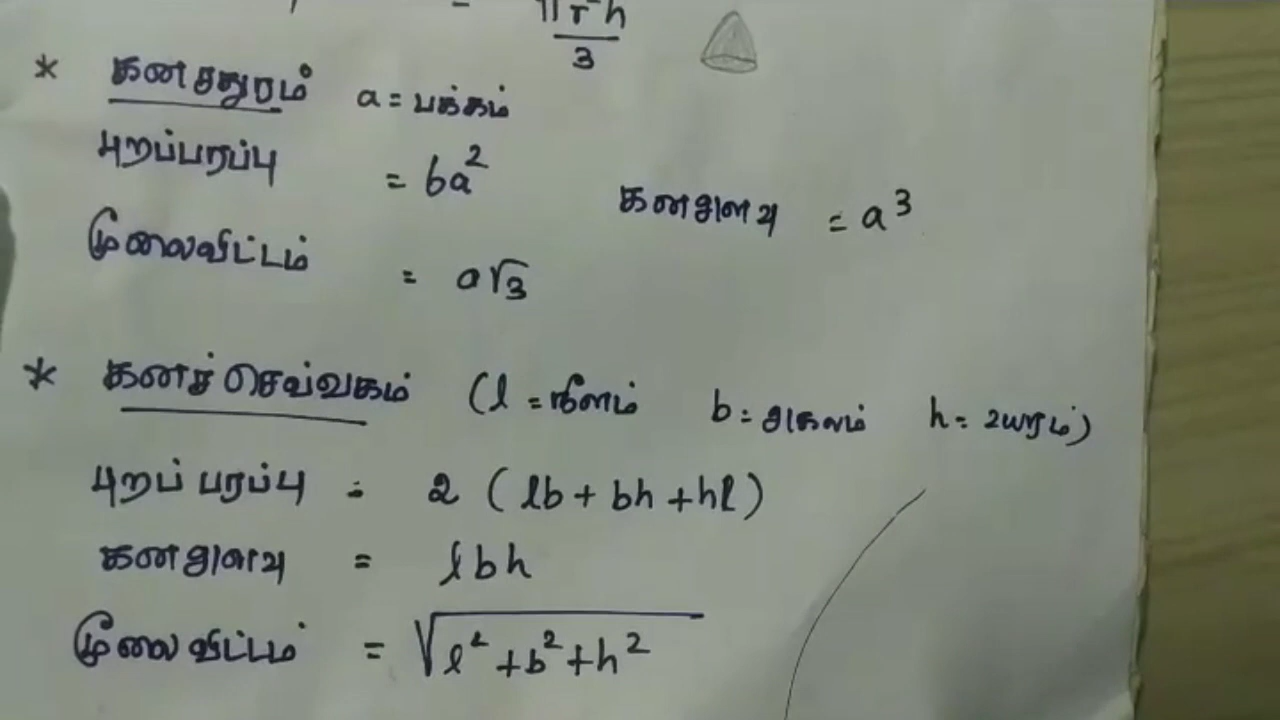 = πr²h / 3
* கனசதுரம் a = பக்கம்
புறப்பரப்பு = 6a² கனஅளவு = a³
மூலைவிட்டம் = a√3
* கனச் செவ்வகம் (l = நீளம் b = அகலம் h = உயரம்)
புறப் பரப்பு = 2 (lb + bh + hl)
கனஅளவு = lbh
மூலைவிட்டம் = √l² + b² + h²